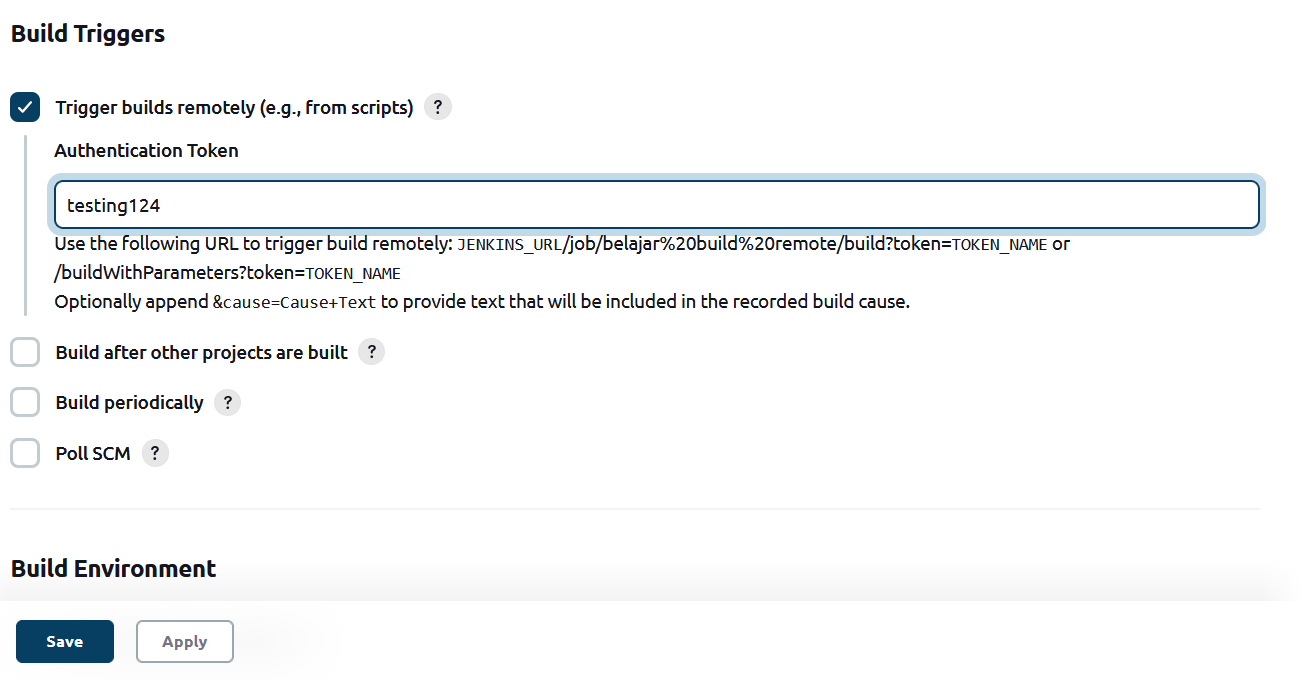 Build Triggers
Trigger builds remotely (e.g., from scripts) ?
Authentication Token
testing124
Use the following URL to trigger build remotely: JENKINS_URL/job/belajar%20build%20remote/build?token=TOKEN_NAME or
/buildWithParameters?token=TOKEN_NAME
Optionally append &cause=Cause+Text to provide text that will be included in the recorded build cause.
Build after other projects are built ?
Build periodically ?
Poll SCM ?
Build Environment
Save Apply